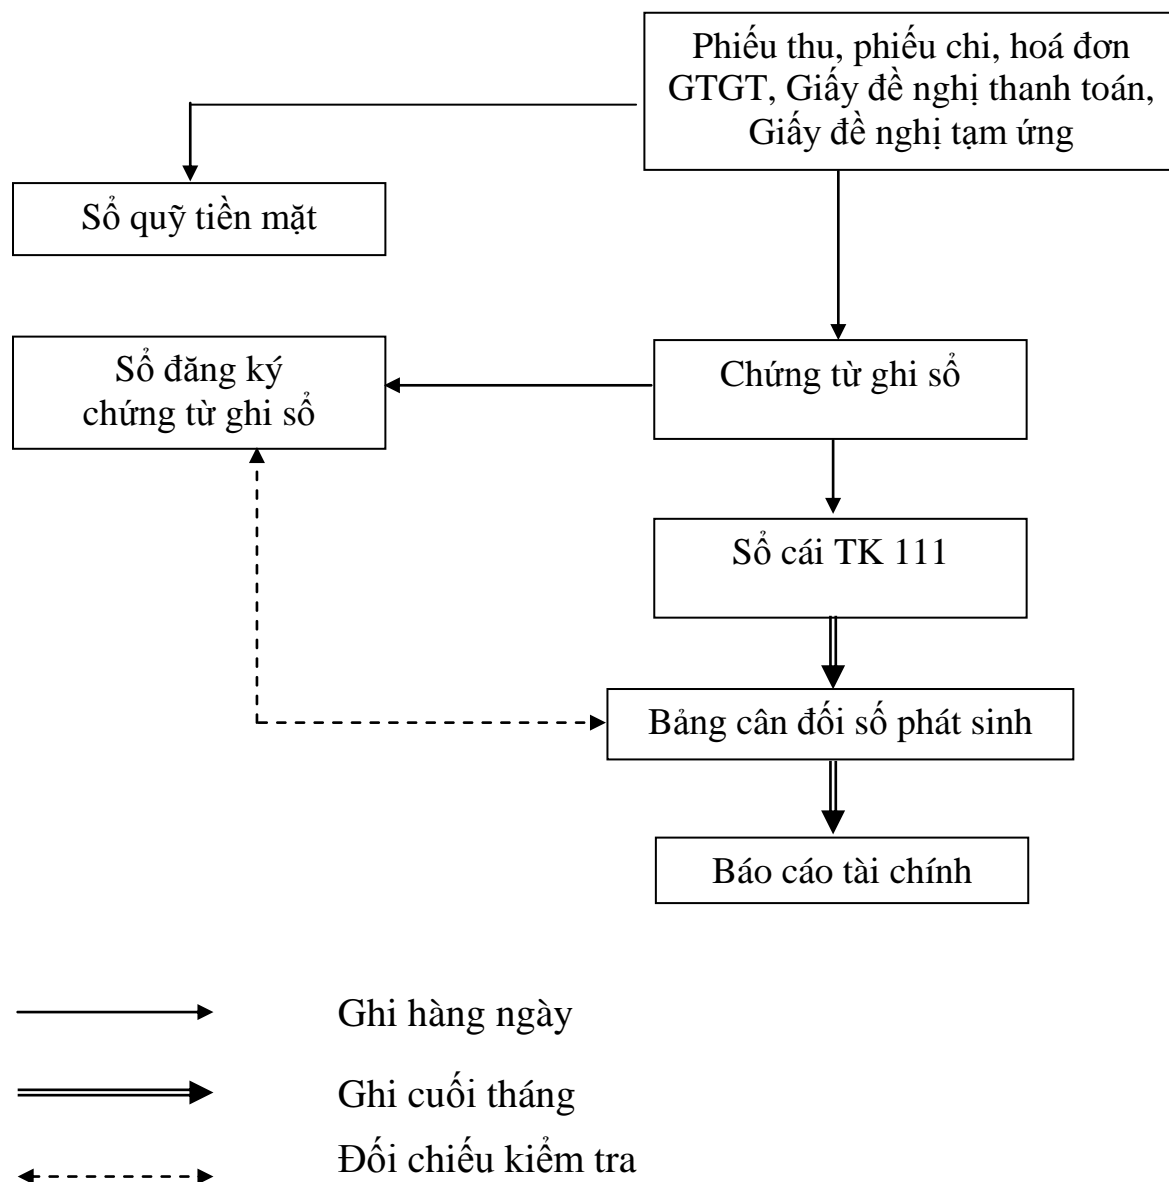 Phiếu thu, phiếu chi, hoá đơn
GTGT, Giấy đề nghị thanh toán,
Giấy đề nghị tạm ứng
Sổ quỹ tiền mặt
Sổ đăng ký
chứng từ ghi sổ
Chứng từ ghi sổ
Sổ cái TK 111
Bảng cân đối số phát sinh
Báo cáo tài chính
Ghi hàng ngày
Ghi cuối tháng
Đối chiếu kiểm tra